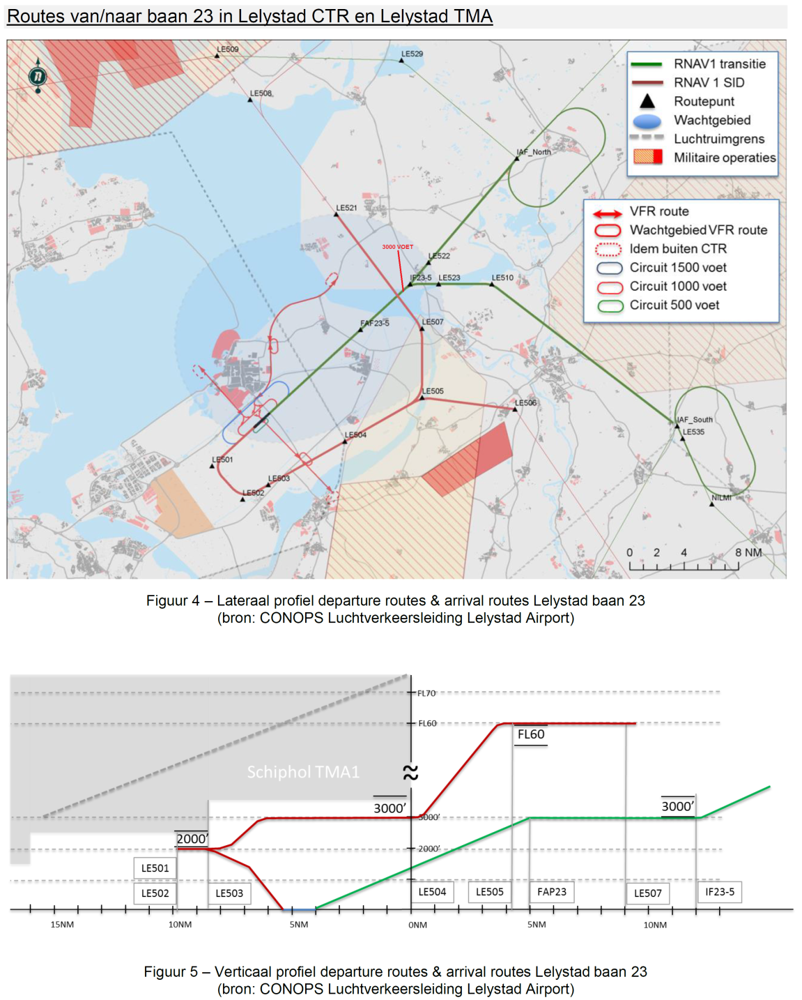 Routes van/naar baan 23 in Lelystad CTR en Lelystad TMA
n
LE509
LE529
LE508
IAF_North
LE521
3000 VOET
LE522
IF23-5
LE523
LE510
FAF23-5
LE507
LE505
LE506
LE504
IAF_South
LE535
LE501
LE503
LE502
NILMI
RNAV1 transitie
RNAV 1 SID
Routepunt
Wachtgebied
Luchtruimgrens
Militaire operaties
VFR route
Wachtgebied VFR route
Idem buiten CTR
Circuit 1500 voet
Circuit 1000 voet
Circuit 500 voet
0 2 4 8 NM
Figuur 4 – Lateraal profiel departure routes & arrival routes Lelystad baan 23
(bron: CONOPS Luchtverkeersleiding Lelystad Airport)
FL70
FL60
FL60
Schiphol TMA1
≈
3000’
3000’
3000'
2000’
2000'
LE501
LE502
LE503
LE504
LE505
FAP23
LE507
IF23-5
15NM
10NM
5NM
0NM
5NM
10NM
Figuur 5 – Verticaal profiel departure routes & arrival routes Lelystad baan 23
(bron: CONOPS Luchtverkeersleiding Lelystad Airport)